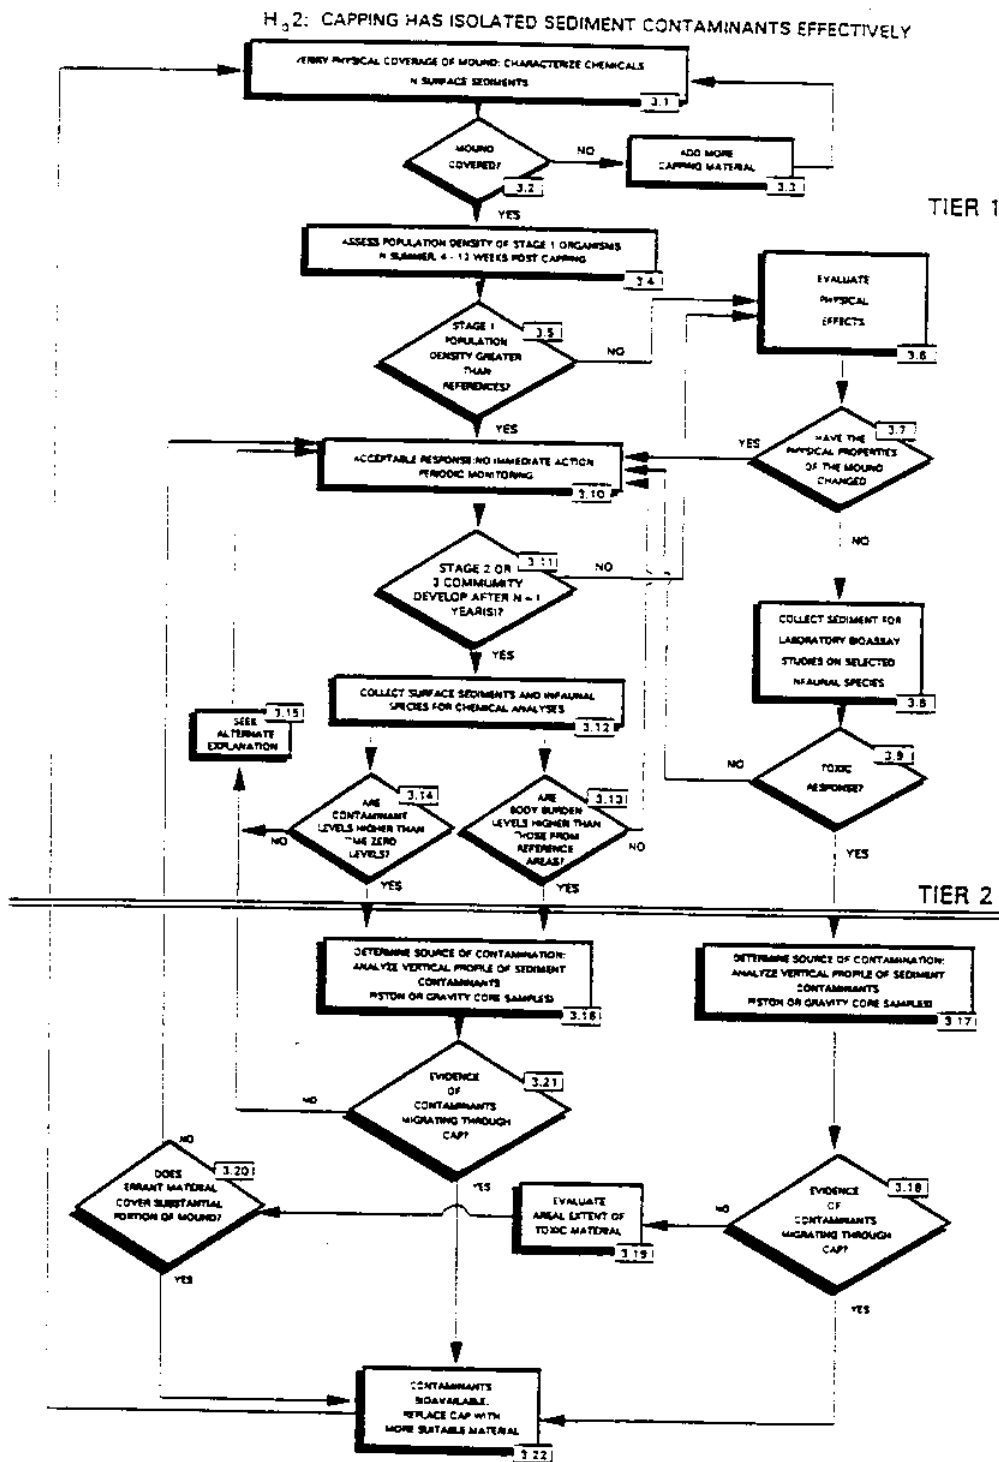 H₀2: CAPPING HAS ISOLATED SEDIMENT CONTAMINANTS EFFECTIVELY
VERIFY PHYSICAL COVERAGE OF MOUND: CHARACTERIZE CHEMICALS
N SURFACE SEDIMENTS
3.1
MOUND
COVERED?
3.2
NO
ADD MORE
CAPPING MATERIAL
3.3
YES
TIER 1
ASSESS POPULATION DENSITY OF STAGE 1 ORGANISMS
N SUMMER, 4 - 12 WEEKS POST CAPPING
3.4
EVALUATE
PHYSICAL
EFFECTS
3.6
STAGE 1
POPULATION
DENSITY GREATER
THAN
REFERENCES?
3.5
NO
YES
HAVE THE
PHYSICAL PROPERTIES
OF THE MOUND
CHANGED
3.7
YES
NO
ACCEPTABLE RESPONSE:NO IMMEDIATE ACTION
PERIODIC MONITORING
3.10
STAGE 2 OR
3 COMMUNITY
DEVELOP AFTER N = 1
YEAR(S)?
3.11
NO
YES
COLLECT SEDIMENT FOR
LABORATORY BIOASSAY
STUDIES ON SELECTED
INFAUNAL SPECIES
3.8
COLLECT SURFACE SEDIMENTS AND INFAUNAL
SPECIES FOR CHEMICAL ANALYSES
3.12
SEEK
ALTERNATE
EXPLANATION
3.15
TOXIC
RESPONSE?
3.9
NO
YES
ARE
CONTAMINANT
LEVELS HIGHER THAN
TIME ZERO
LEVELS?
3.14
NO
YES
ARE
BODY BURDEN
LEVELS HIGHER THAN
THOSE FROM
REFERENCE
AREAS?
3.13
NO
YES
TIER 2
DETERMINE SOURCE OF CONTAMINATION:
ANALYZE VERTICAL PROFILE OF SEDIMENT
CONTAMINANTS
PISTON OR GRAVITY CORE SAMPLES)
3.16
DETERMINE SOURCE OF CONTAMINATION:
ANALYZE VERTICAL PROFILE OF SEDIMENT
CONTAMINANTS
PISTON OR GRAVITY CORE SAMPLES)
3.17
EVIDENCE
OF
CONTAMINANTS
MIGRATING THROUGH
CAP?
3.21
NO
YES
DOES
ERRANT MATERIAL
COVER SUBSTANTIAL
PORTION OF MOUND?
3.20
NO
YES
EVALUATE
AREAL EXTENT OF
TOXIC MATERIAL
3.19
EVIDENCE
OF
CONTAMINANTS
MIGRATING THROUGH
CAP?
3.18
NO
YES
CONTAMINANTS
BIOAVAILABLE.
REPLACE CAP WITH
MORE SUITABLE MATERIAL
3.22